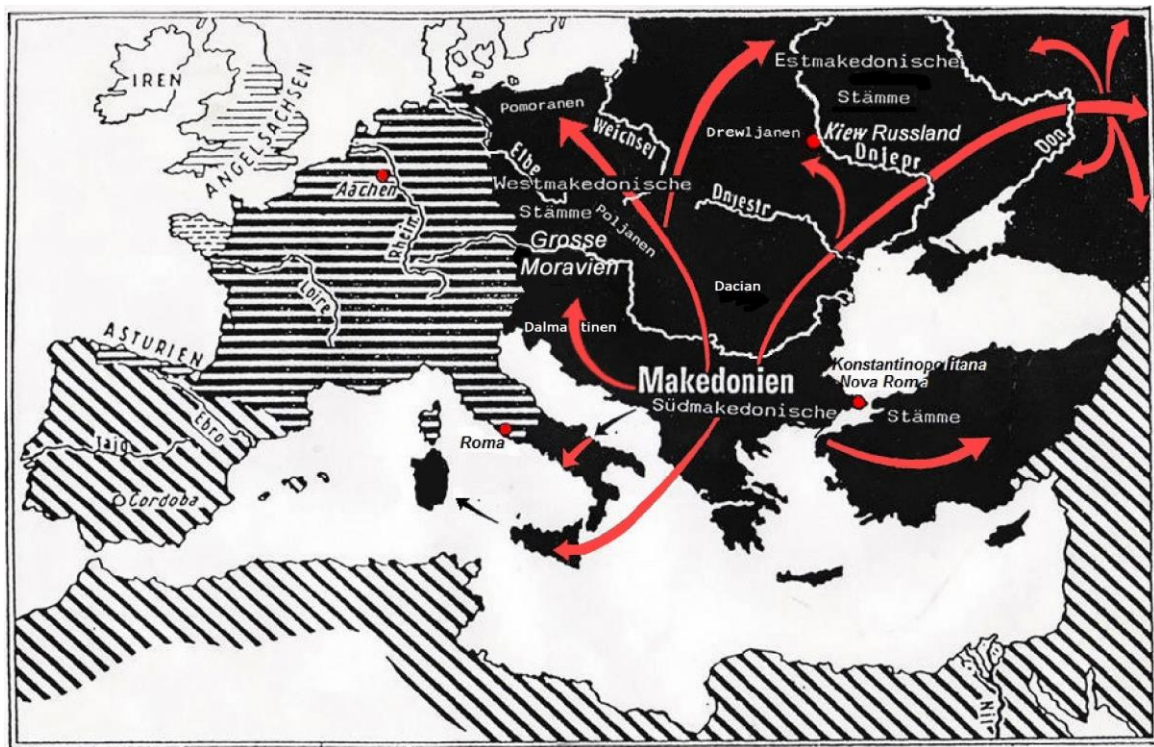 IREN
ANGELSACHSEN
Pomoranen
Weichsel
Elbe
Estmakedonische
Stämme
Drewljanen
Kiew Russland
Dnjepr
Don
Aachen
Rhein
Westmakedonische
Stämme
Poljanen
Dnjestr
Grosse
Moravien
Loire
Dacian
Dalmatinen
ASTURIEN
Ebro
Makedonien
Südmakedonische
Stämme
Konstantinopolitana
Nova Roma
Roma
Tajo
Cordoba
Nil